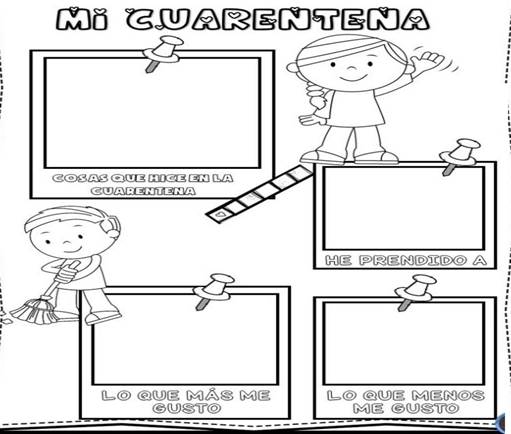 MI CUARENTENA
COSAS QUE HICE EN LA
CUARENTENA
HE PRENDIDO A
LO QUE MÁS ME
GUSTO
LO QUE MENOS
ME GUSTO